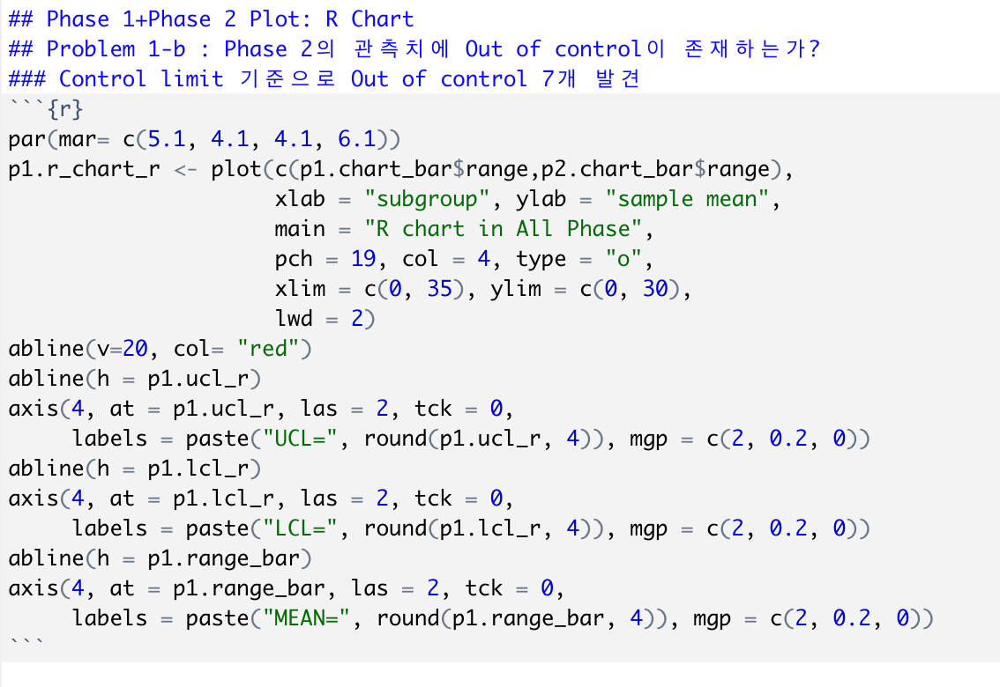 ## Phase 1+Phase 2 Plot: R Chart
## Problem 1-b : Phase 2의 관측치에 Out of control이 존재하는가?
### Control limit 기준으로 Out of control 7개 발견
```{r}
par(mar= c(5.1, 4.1, 4.1, 6.1))
p1.r_chart_r <- plot(c(p1.chart_bar$range,p2.chart_bar$range),
                     xlab = "subgroup", ylab = "sample mean",
                     main = "R chart in All Phase",
                     pch = 19, col = 4, type = "o",
                     xlim = c(0, 35), ylim = c(0, 30),
                     lwd = 2)
abline(v=20, col= "red")
abline(h = p1.ucl_r)
axis(4, at = p1.ucl_r, las = 2, tck = 0,
     labels = paste("UCL=", round(p1.ucl_r, 4)), mgp = c(2, 0.2, 0))
abline(h = p1.lcl_r)
axis(4, at = p1.lcl_r, las = 2, tck = 0,
     labels = paste("LCL=", round(p1.lcl_r, 4)), mgp = c(2, 0.2, 0))
abline(h = p1.range_bar)
axis(4, at = p1.range_bar, las = 2, tck = 0,
     labels = paste("MEAN=", round(p1.range_bar, 4)), mgp = c(2, 0.2, 0))
```